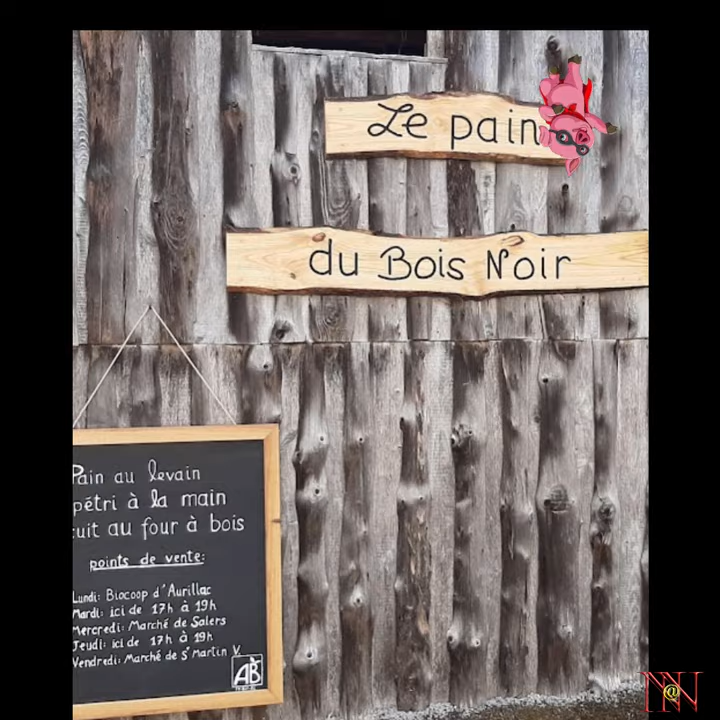 Le pain
du Bois Noir
Pain au levain
pétri à la main
cuit au four à bois
points de vente:
Lundi: Biocoop d'Aurillac
Mardi: ici de 17h à 19h
Mercredi: Marché de Salers
Jeudi: ici de 17h à 19h
Vendredi: Marché de St Martin V.
AB
N@N